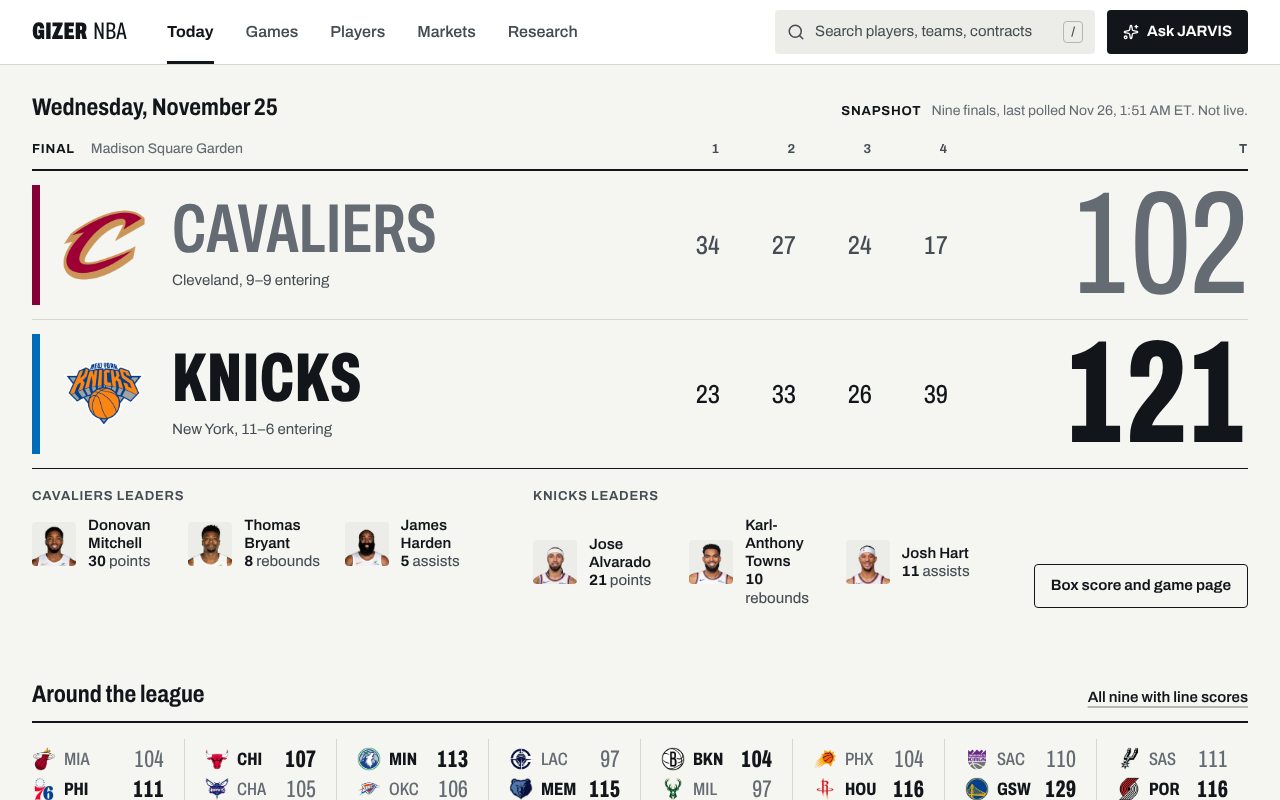 GIZER NBA Today Games Players Markets Research Search players, teams, contracts / Ask JARVIS
Wednesday, November 25 SNAPSHOT Nine finals, last polled Nov 26, 1:51 AM ET. Not live.
FINAL Madison Square Garden 1 2 3 4 T
CAVALIERS 34 27 24 17 102
Cleveland, 9–9 entering
NEW YORK
KNICKS
KNICKS 23 33 26 39 121
New York, 11–6 entering
CAVALIERS LEADERS
Donovan
Mitchell
30 points
Thomas
Bryant
8 rebounds
James
Harden
5 assists
KNICKS LEADERS
Jose
Alvarado
21 points
Karl-
Anthony
Towns
10
rebounds
Josh Hart
11 assists
Box score and game page
Around the league All nine with line scores
MIA 104 CHI 107 MIN 113 LAC 97 BKN 104 PHX 104 SAC 110 SAS 111
PHI 111 CHA 105 OKC 106 MEM 115 MIL 97 HOU 116 GSW 129 POR 116